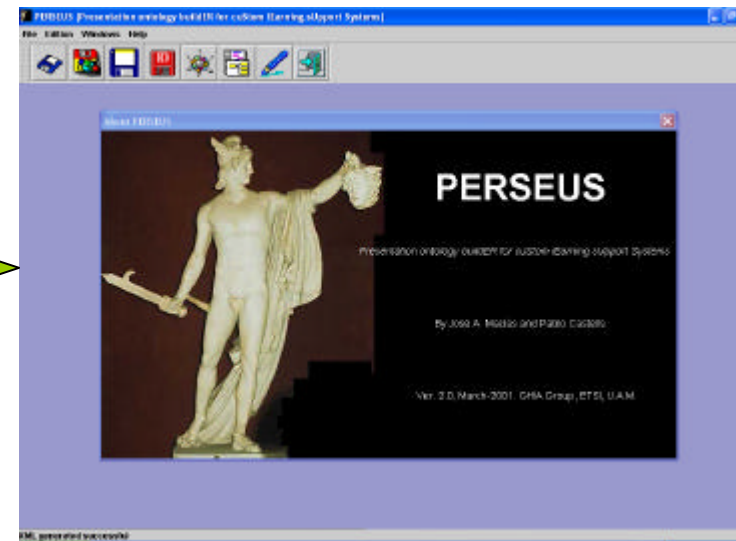 PERSEUS [Presentation ontology buildER for cuStom lEarning sUpport Systems]
File Edition Windows Help
About PERSEUS
PERSEUS
Presentation ontology buildER for custom lEarning support Systems
By Jose A. Macías and Pablo Castells
Ver. 2.0, March-2001. GHIA Group, ETSI, U.A.M.
XML generated successful